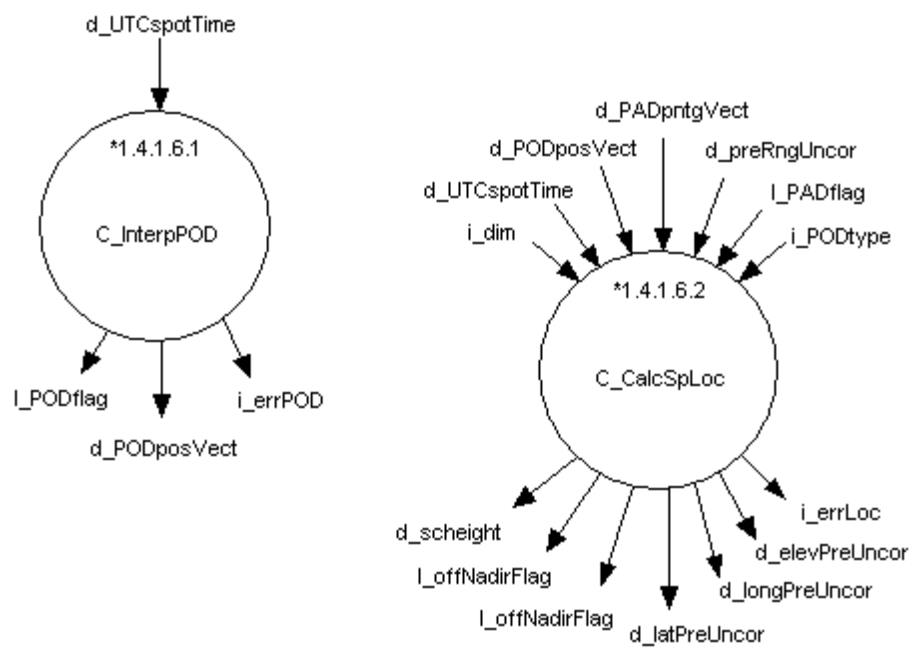 d_UTCspotTime
*1.4.1.6.1
C_InterpPOD
l_PODflag
i_errPOD
d_PODposVect
d_PADpntgVect
d_PODposVect
d_preRngUncor
d_UTCspotTime
l_PADflag
i_dim
i_PODtype
*1.4.1.6.2
C_CalcSpLoc
d_scheight
i_errLoc
l_offNadirFlag
d_elevPreUncor
l_offNadirFlag
d_longPreUncor
d_latPreUncor